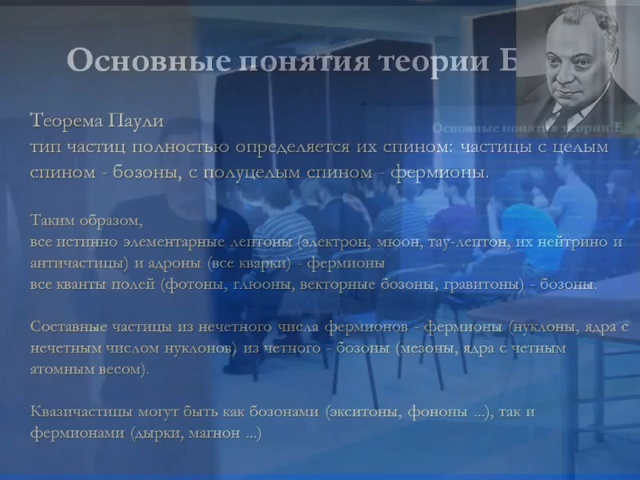 Основные понятия теории Б
Основные понятия теории Б
Теорема Паули
тип частиц полностью определяется их спином: частицы с целым
спином - бозоны, с полуцелым спином - фермионы.
Таким образом,
все истинно элементарные лептоны (электрон, мюон, тау-лептон, их нейтрино и
античастицы) и адроны (все кварки) - фермионы
все кванты полей (фотоны, глюоны, векторные бозоны, гравитоны) - бозоны.
Составные частицы из нечетного числа фермионов - фермионы (нуклоны, ядра с
нечетным числом нуклонов) из четного - бозоны (мезоны, ядра с четным
атомным весом).
Квазичастицы могут быть как бозонами (экситоны, фононы ...), так и
фермионами (дырки, магнон ...)